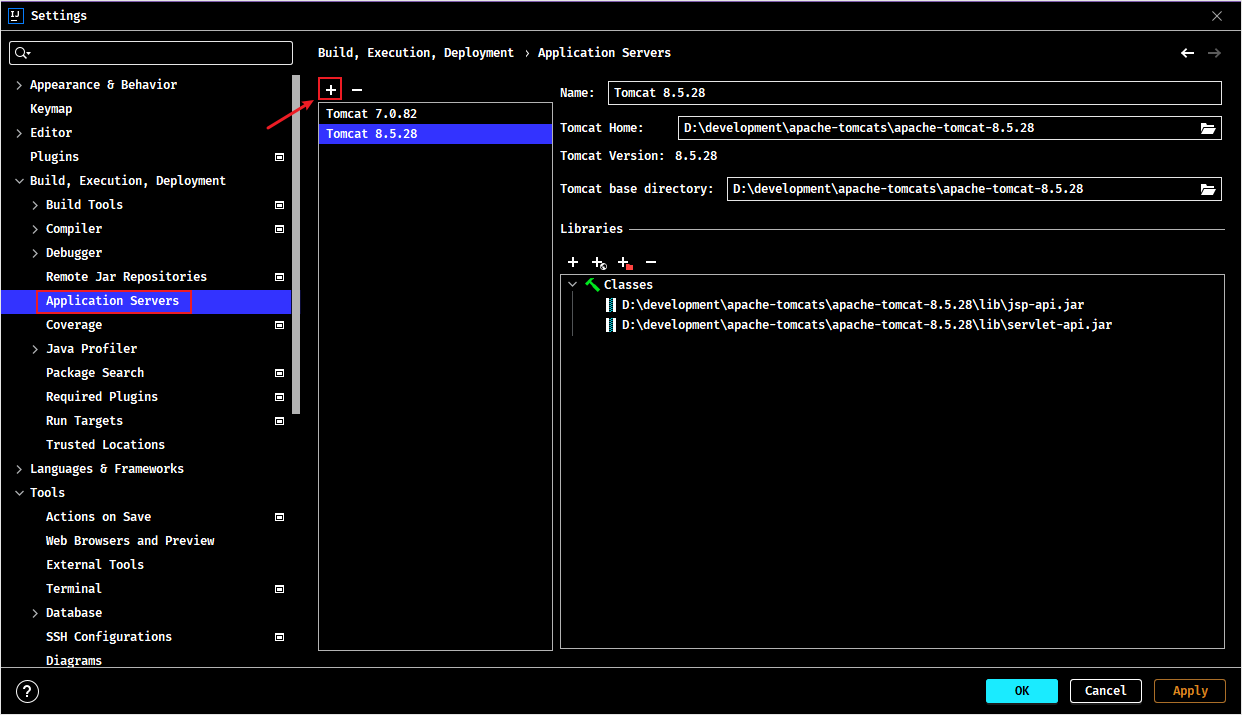 IJ Settings
Build, Execution, Deployment › Application Servers
Appearance & Behavior
Keymap
Editor
Plugins
Build, Execution, Deployment
Build Tools
Compiler
Debugger
Remote Jar Repositories
Application Servers
Coverage
Java Profiler
Package Search
Required Plugins
Run Targets
Trusted Locations
Languages & Frameworks
Tools
Actions on Save
Web Browsers and Preview
External Tools
Terminal
Database
SSH Configurations
Diagrams
Tomcat 7.0.82
Tomcat 8.5.28
Name: Tomcat 8.5.28
Tomcat Home: D:\development\apache-tomcats\apache-tomcat-8.5.28
Tomcat Version: 8.5.28
Tomcat base directory: D:\development\apache-tomcats\apache-tomcat-8.5.28
Libraries
Classes
D:\development\apache-tomcats\apache-tomcat-8.5.28\lib\jsp-api.jar
D:\development\apache-tomcats\apache-tomcat-8.5.28\lib\servlet-api.jar
? OK Cancel Apply